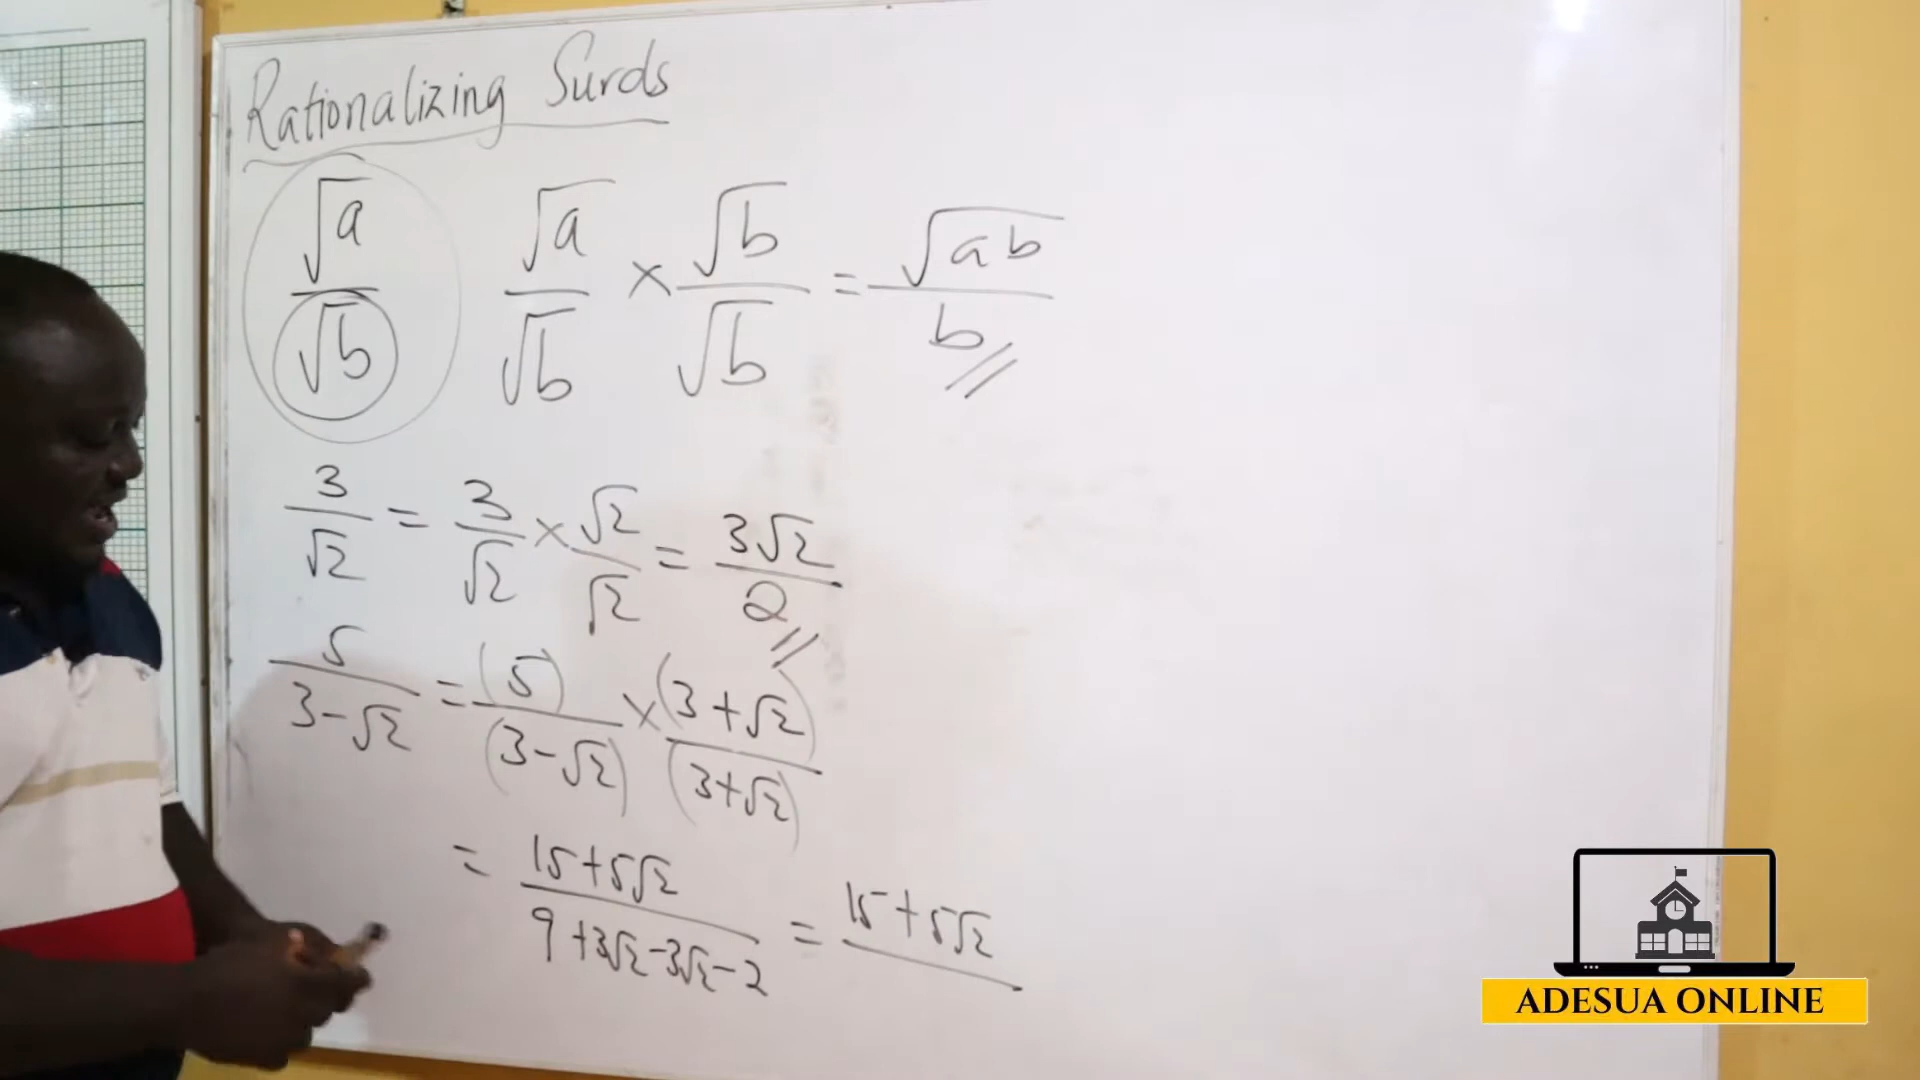 Rationalizing Surds
√a/√b √a/√b × √b/√b = √ab/b
3/√2 = 3/√2 × √2/√2 = 3√2/2
5/3-√2 = (5)/(3-√2) × (3+√2)/(3+√2)
= 15+5√2/9+3√2-3√2-2 = 15+5√2
ADESUA ONLINE